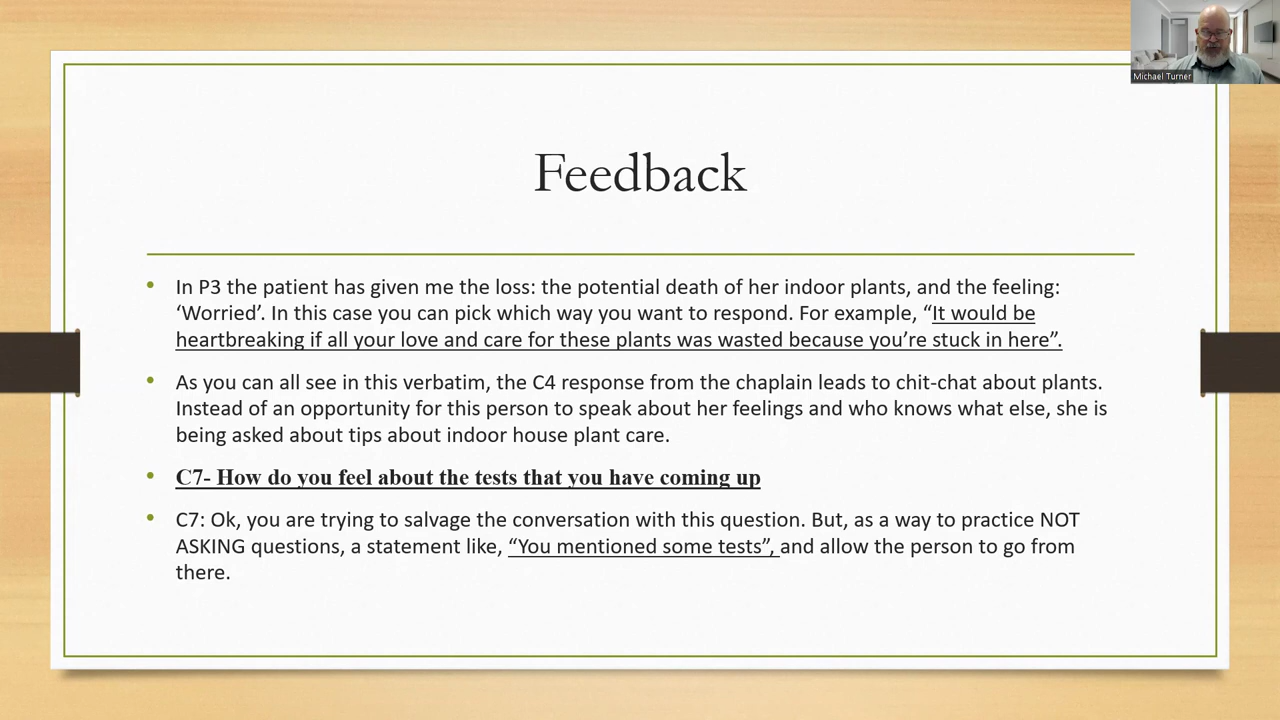 Michael Turner
Feedback
• In P3 the patient has given me the loss: the potential death of her indoor plants, and the feeling:
‘Worried’. In this case you can pick which way you want to respond. For example, “It would be
heartbreaking if all your love and care for these plants was wasted because you’re stuck in here”.
• As you can all see in this verbatim, the C4 response from the chaplain leads to chit-chat about plants.
Instead of an opportunity for this person to speak about her feelings and who knows what else, she is
being asked about tips about indoor house plant care.
• C7- How do you feel about the tests that you have coming up
• C7: Ok, you are trying to salvage the conversation with this question. But, as a way to practice NOT
ASKING questions, a statement like, “You mentioned some tests”, and allow the person to go from
there.